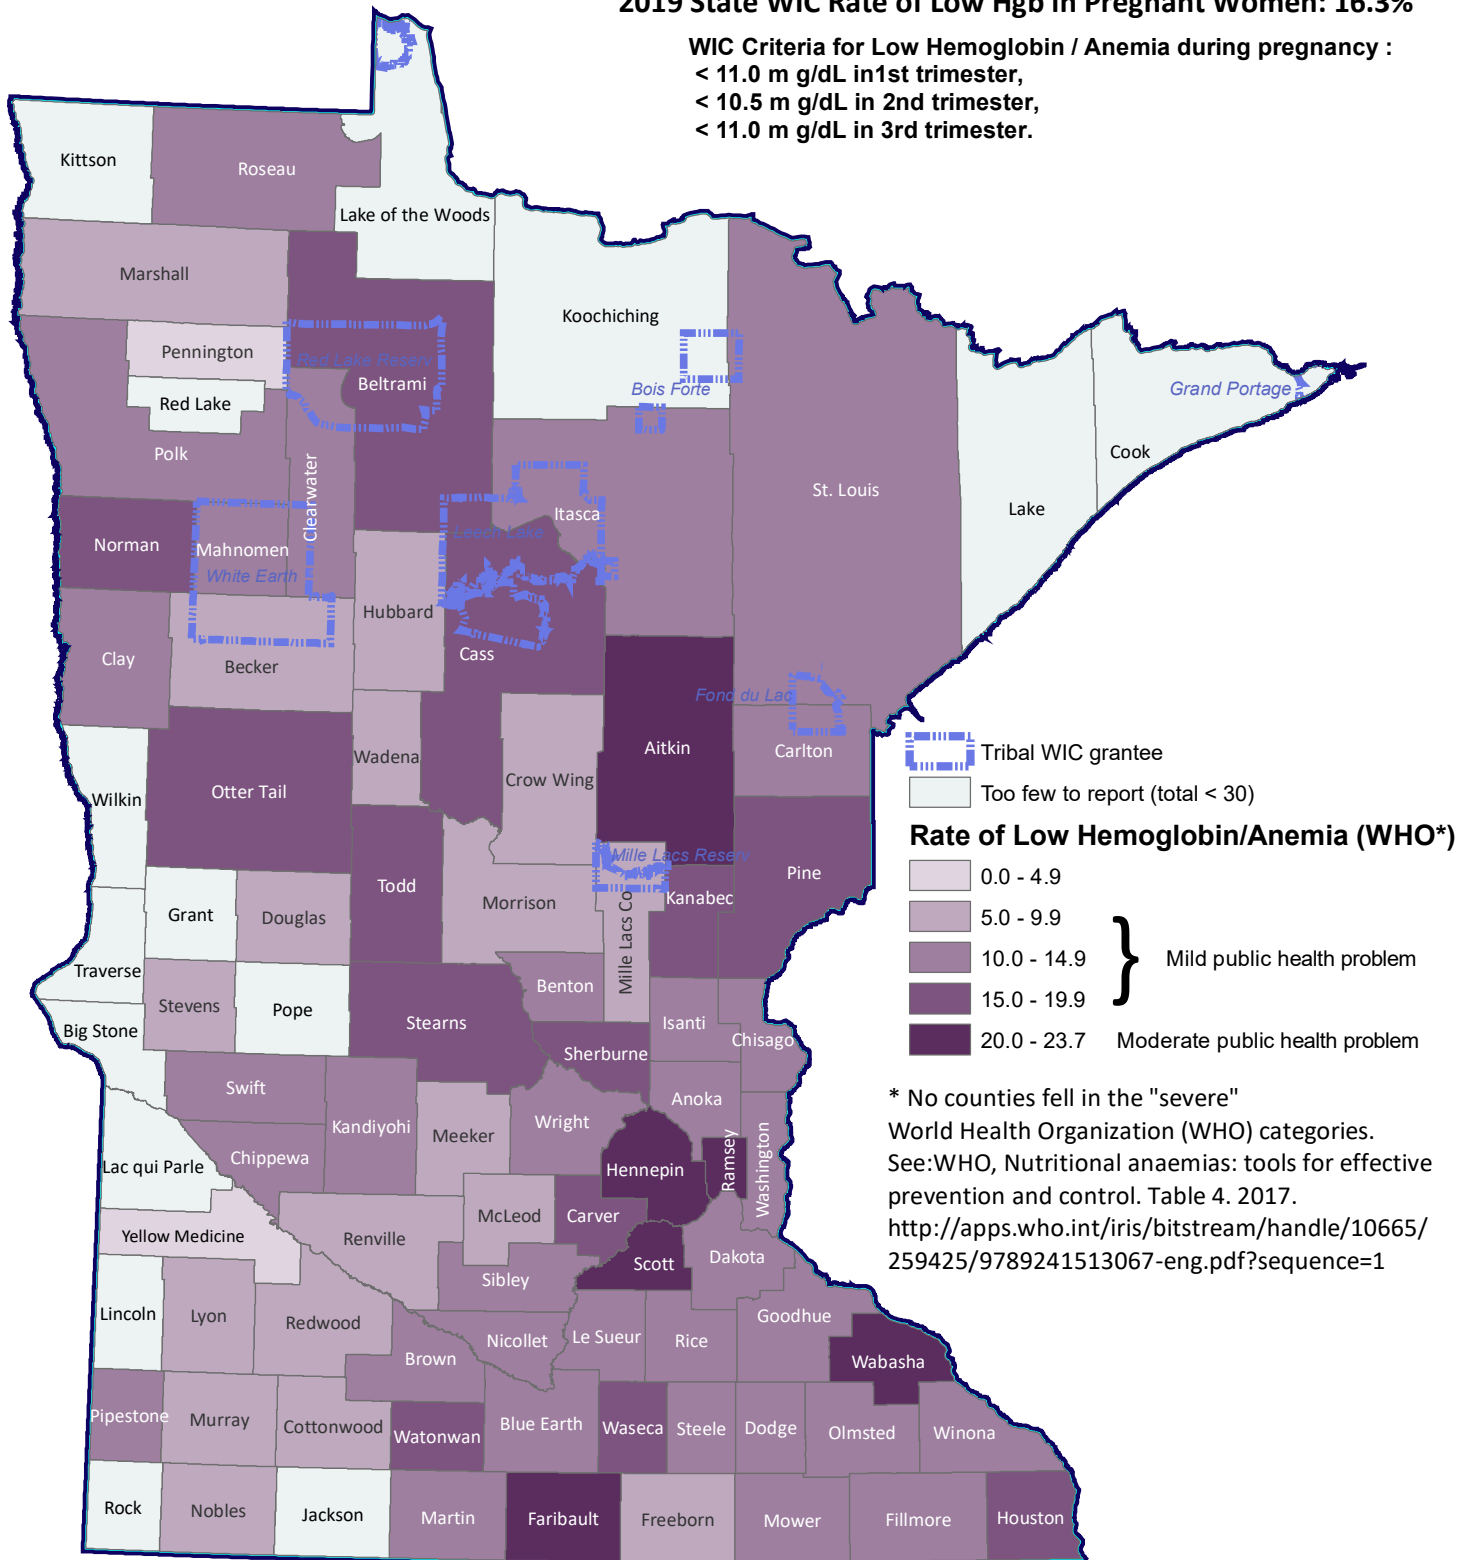 2019 State WIC Rate of Low Hgb in Pregnant Women: 16.3%
WIC Criteria for Low Hemoglobin / Anemia during pregnancy :
< 11.0 m g/dL in1st trimester,
< 10.5 m g/dL in 2nd trimester,
< 11.0 m g/dL in 3rd trimester.
Kittson
Roseau
Lake of the Woods
Marshall
Koochiching
Pennington
Red Lake Reserv
Beltrami
Red Lake
Bois Forte
Grand Portage
Polk
Clearwater
Cook
St. Louis
Lake
Itasca
Leech Lake
Norman
Mahnomen
White Earth
Hubbard
Clay
Becker
Cass
Fond du Lac
Aitkin
Carlton
Wadena
Crow Wing
Otter Tail
Wilkin
Tribal WIC grantee
Too few to report (total < 30)
Rate of Low Hemoglobin/Anemia (WHO*)
0.0 - 4.9
5.0 - 9.9
10.0 - 14.9
} Mild public health problem
15.0 - 19.9
20.0 - 23.7 Moderate public health problem
Mille Lacs Reserv
Todd
Pine
Kanabec
Morrison
Mille Lacs Co
Grant
Douglas
Traverse
Benton
Stevens
Pope
Big Stone
Stearns
Isanti
Chisago
Sherburne
Swift
Anoka
Kandiyohi
Meeker
Wright
Chippewa
Lac qui Parle
Hennepin
Ramsey
Washington
Yellow Medicine
Renville
McLeod
Carver
Scott
Dakota
Sibley
Lincoln
Lyon
Redwood
Goodhue
Nicollet
Le Sueur
Rice
Brown
Wabasha
Pipestone
Murray
Cottonwood
Watonwan
Blue Earth
Waseca
Steele
Dodge
Olmsted
Winona
Rock
Nobles
Jackson
Martin
Faribault
Freeborn
Mower
Fillmore
Houston
* No counties fell in the "severe"
World Health Organization (WHO) categories.
See:WHO, Nutritional anaemias: tools for effective
prevention and control. Table 4. 2017.
http://apps.who.int/iris/bitstream/handle/10665/
259425/9789241513067-eng.pdf?sequence=1